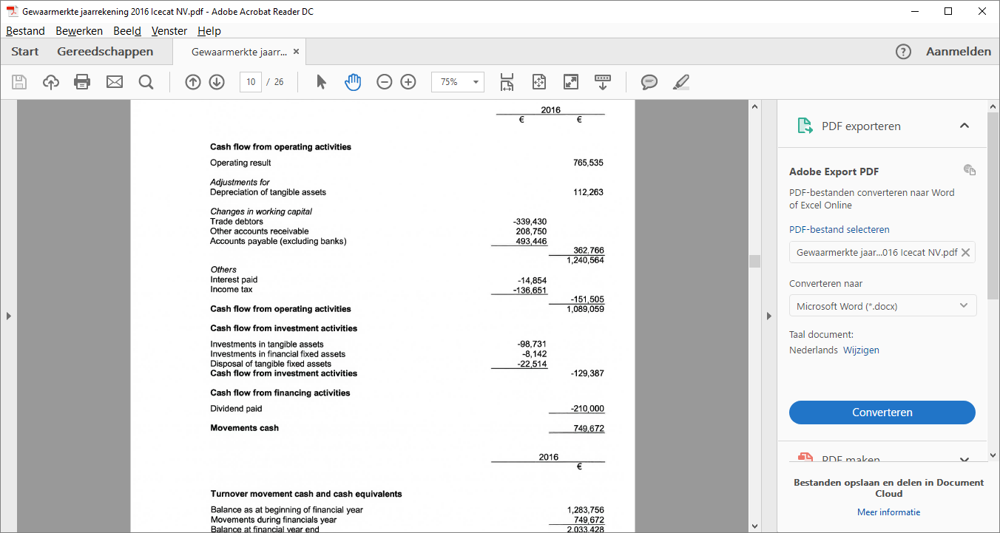 Gewaarmerkte jaarrekening 2016 Icecat NV.pdf - Adobe Acrobat Reader DC
Bestand Bewerken Beeld Venster Help
Start Gereedschappen Gewaarmerkte jaarr... × ? Aanmelden
10 / 26 75%
2016
€ €
Cash flow from operating activities
Operating result 765,535
Adjustments for
Depreciation of tangible assets 112,263
Changes in working capital
Trade debtors -339,430
Other accounts receivable 208,750
Accounts payable (excluding banks) 493,446
362,766
1,240,564
Others
Interest paid -14,854
Income tax -136,651
-151,505
Cash flow from operating activities 1,089,059
Cash flow from investment activities
Investments in tangible assets -98,731
Investments in financial fixed assets -8,142
Disposal of tangible fixed assets -22,514
Cash flow from investment activities -129,387
Cash flow from financing activities
Dividend paid -210,000
Movements cash 749,672
2016
€
Turnover movement cash and cash equivalents
Balance as at beginning of financial year 1,283,756
Movements during financials year 749,672
Balance at financial year end 2,033,428
PDF exporteren
Adobe Export PDF
PDF-bestanden converteren naar Word
of Excel Online
PDF-bestand selecteren
Gewaarmerkte jaar...016 Icecat NV.pdf
Converteren naar
Microsoft Word (*.docx)
Taal document:
Nederlands Wijzigen
Converteren
PDF maken
Bestanden opslaan en delen in Document
Cloud
Meer informatie